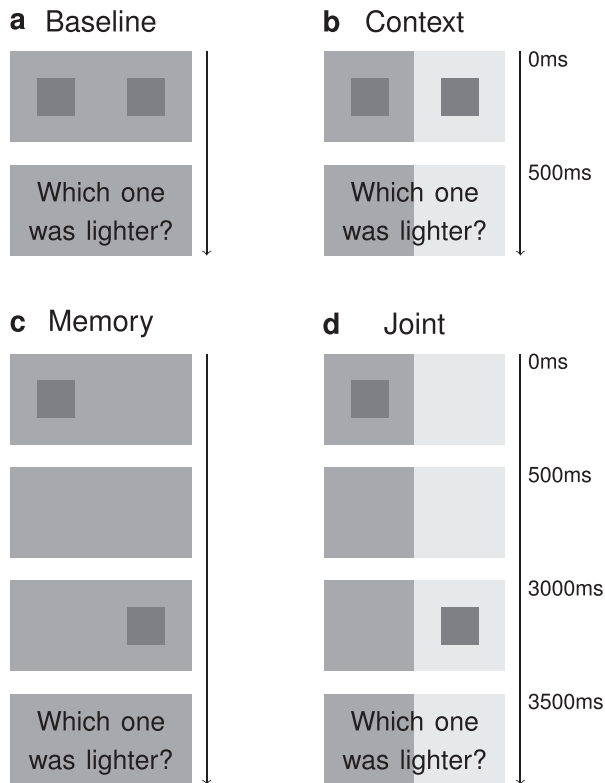 a Baseline
Which one
was lighter?
b Context
0ms
500ms
Which one
was lighter?
c Memory
Which one
was lighter?
d Joint
0ms
500ms
3000ms
3500ms
Which one
was lighter?